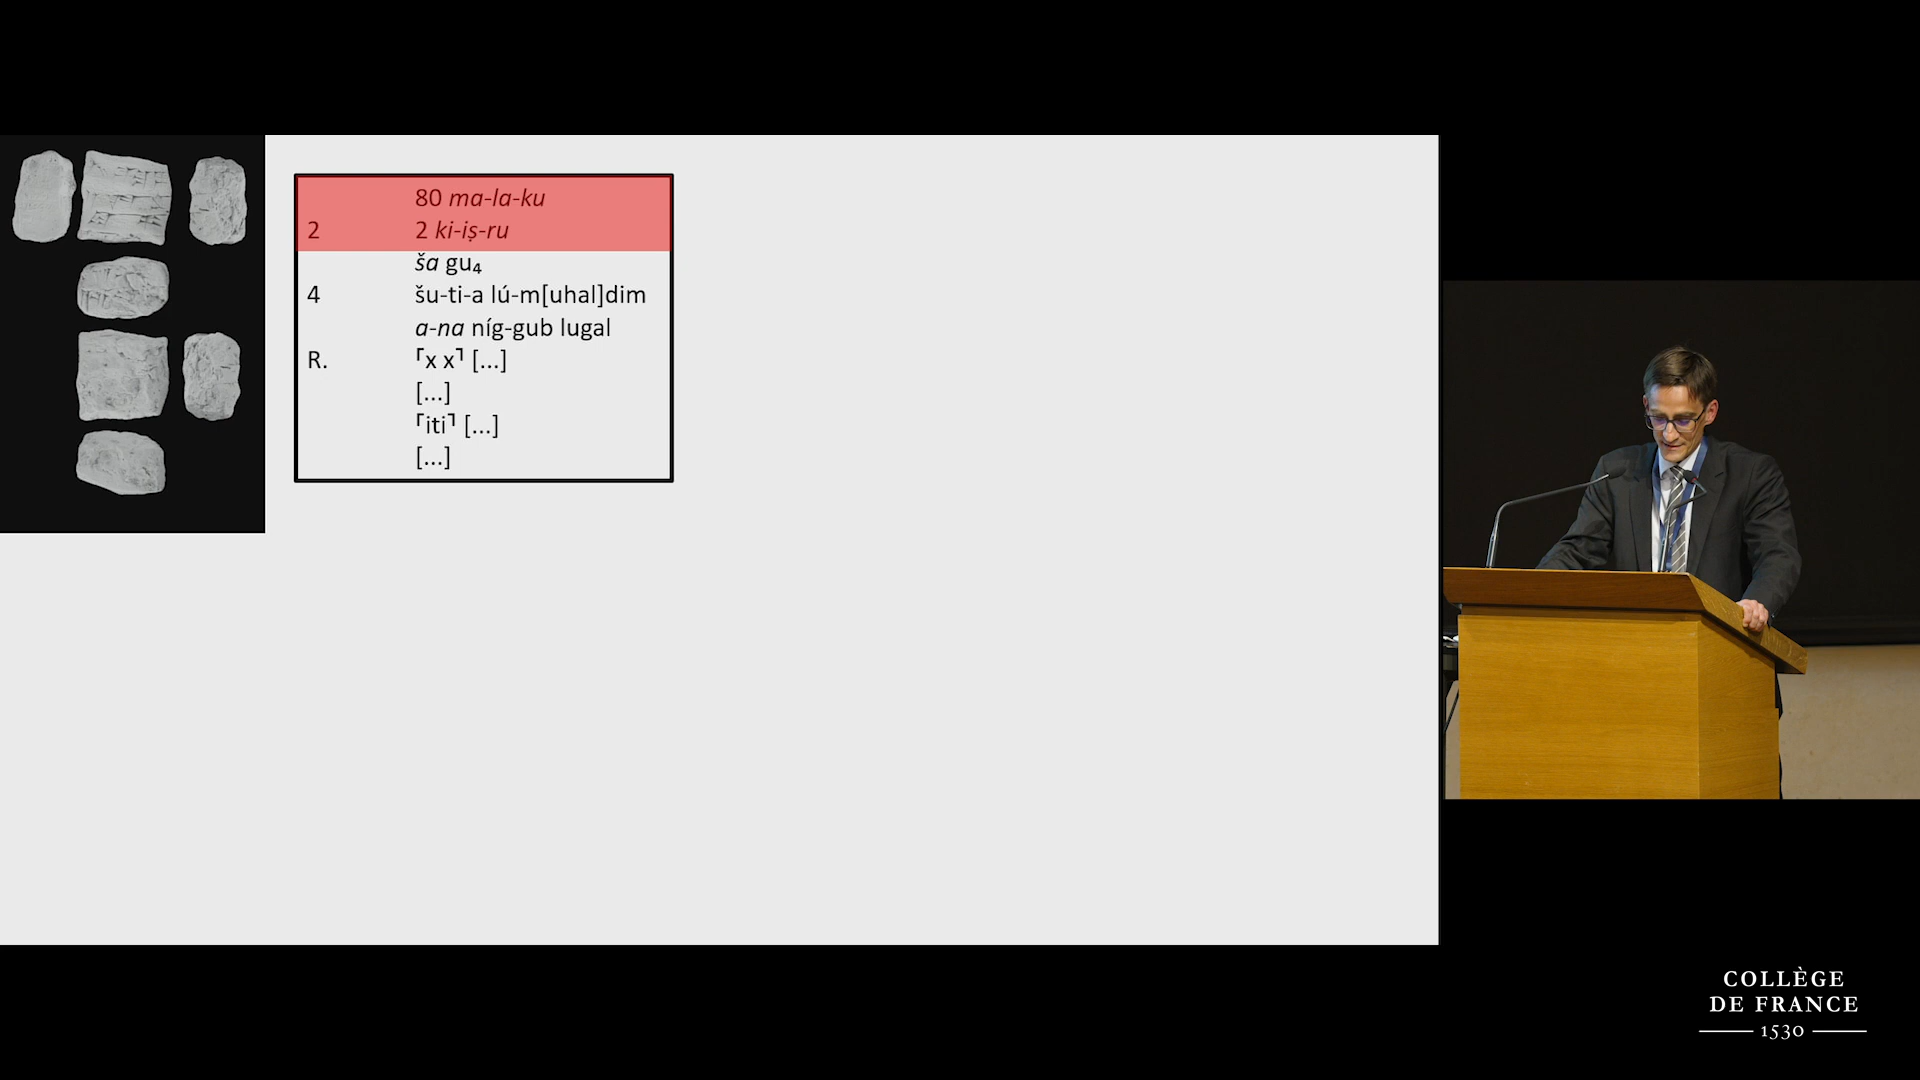 80 ma-la-ku
2 2 ki-iṣ-ru
ša gu₄
4 šu-ti-a lú-m[uhal]dim
a-na níg-gub lugal
R. ⸢x x⸣ [...]
[...]
⸢iti⸣ [...]
[...]
COLLÈGE
DE FRANCE
1530